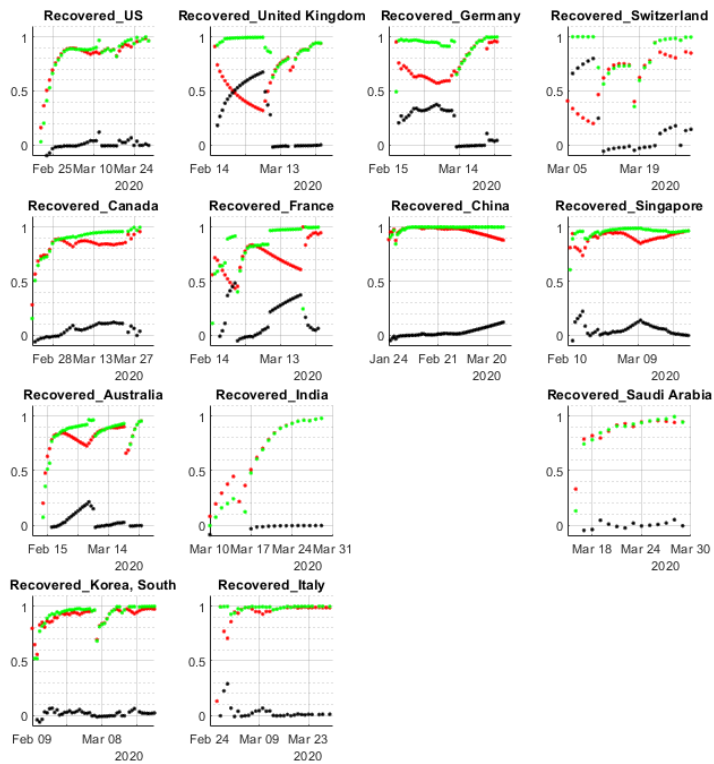 Recovered_US
1
0.5
0
Feb 25 Mar 10 Mar 24
2020
Recovered_United Kingdom
1
0.5
0
Feb 14 Mar 13
2020
Recovered_Germany
1
0.5
0
Feb 15 Mar 14
2020
Recovered_Switzerland
1
0.5
0
Mar 05 Mar 19
2020
Recovered_Canada
1
0.5
0
Feb 28 Mar 13 Mar 27
2020
Recovered_France
1
0.5
0
Feb 14 Mar 13
2020
Recovered_China
1
0.5
0
Jan 24 Feb 21 Mar 20
2020
Recovered_Singapore
1
0.5
0
Feb 10 Mar 09
2020
Recovered_Australia
1
0.5
0
Feb 15 Mar 14
2020
Recovered_India
1
0.5
0
Mar 10 Mar 17 Mar 24 Mar 31
2020
Recovered_Saudi Arabia
1
0.5
0
Mar 18 Mar 24 Mar 30
2020
Recovered_Korea, South
1
0.5
0
Feb 09 Mar 08
2020
Recovered_Italy
1
0.5
0
Feb 24 Mar 09 Mar 23
2020